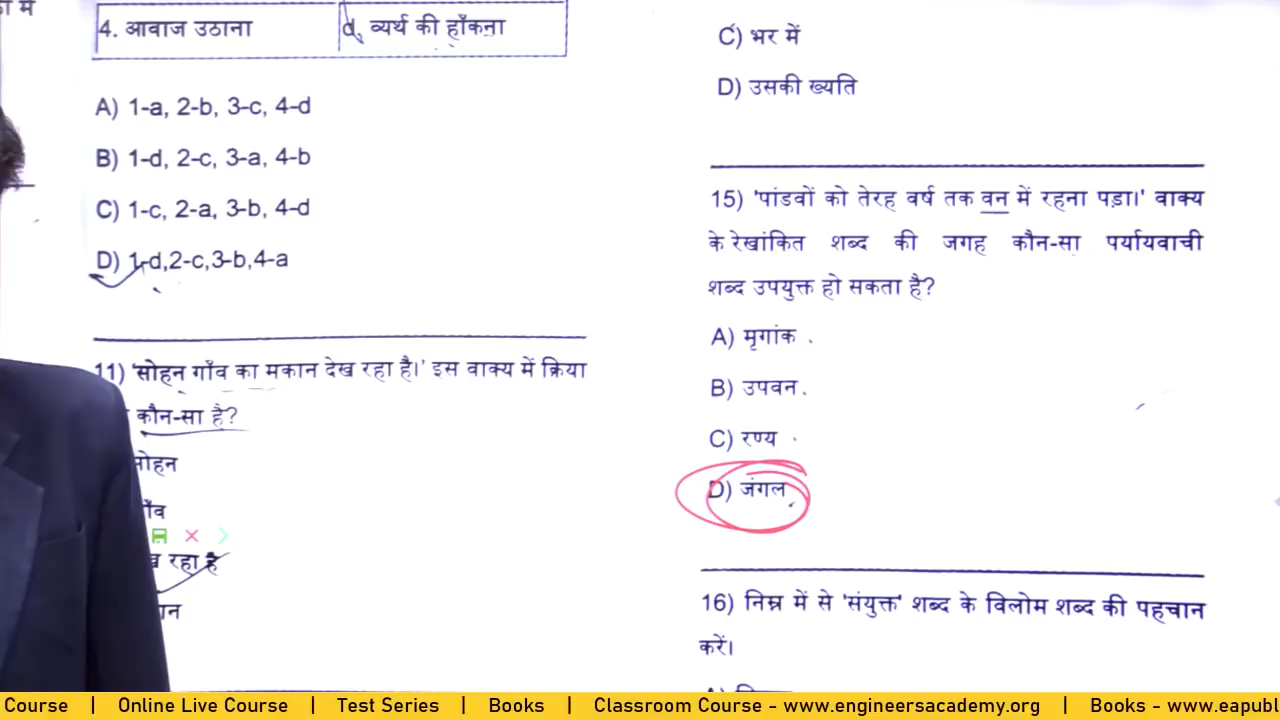 4. आवाज उठाना
d. व्यर्थ की हाँकना
A) 1-a, 2-b, 3-c, 4-d
B) 1-d, 2-c, 3-a, 4-b
C) 1-c, 2-a, 3-b, 4-d
D) 1-d,2-c,3-b,4-a
11) 'सोहन गाँव का मकान देख रहा है।' इस वाक्य में क्रिया
कौन-सा है?
सोहन
रहा है
C) भर में
D) उसकी ख्यति
15) 'पांडवों को तेरह वर्ष तक वन में रहना पड़ा।' वाक्य
के रेखांकित शब्द की जगह कौन-सा पर्यायवाची
शब्द उपयुक्त हो सकता है?
A) मृगांक
B) उपवन
C) रण्य
D) जंगल
16) निम्न में से 'संयुक्त' शब्द के विलोम शब्द की पहचान
करें।
Course | Online Live Course | Test Series | Books | Classroom Course - www.engineersacademy.org | Books - www.eapubl